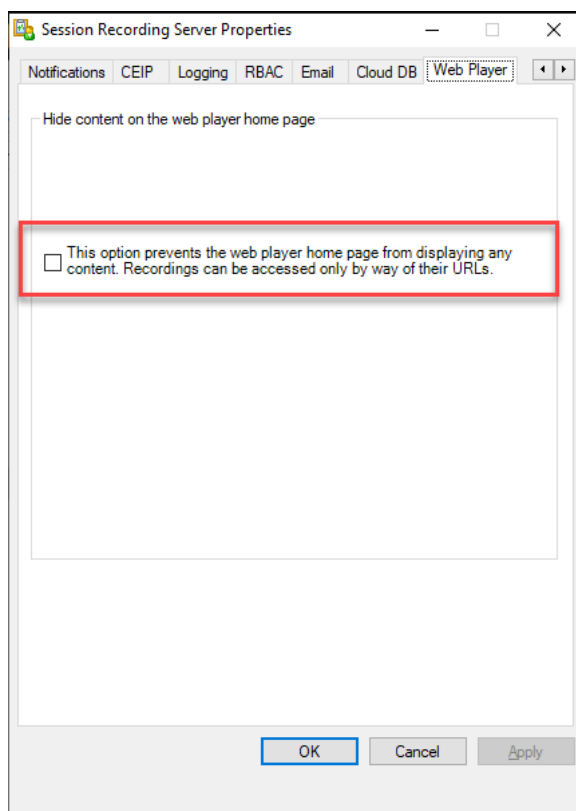 Session Recording Server Properties
Notifications CEIP Logging RBAC Email Cloud DB Web Player
Hide content on the web player home page
This option prevents the web player home page from displaying any
content. Recordings can be accessed only by way of their URLs.
OK Cancel Apply